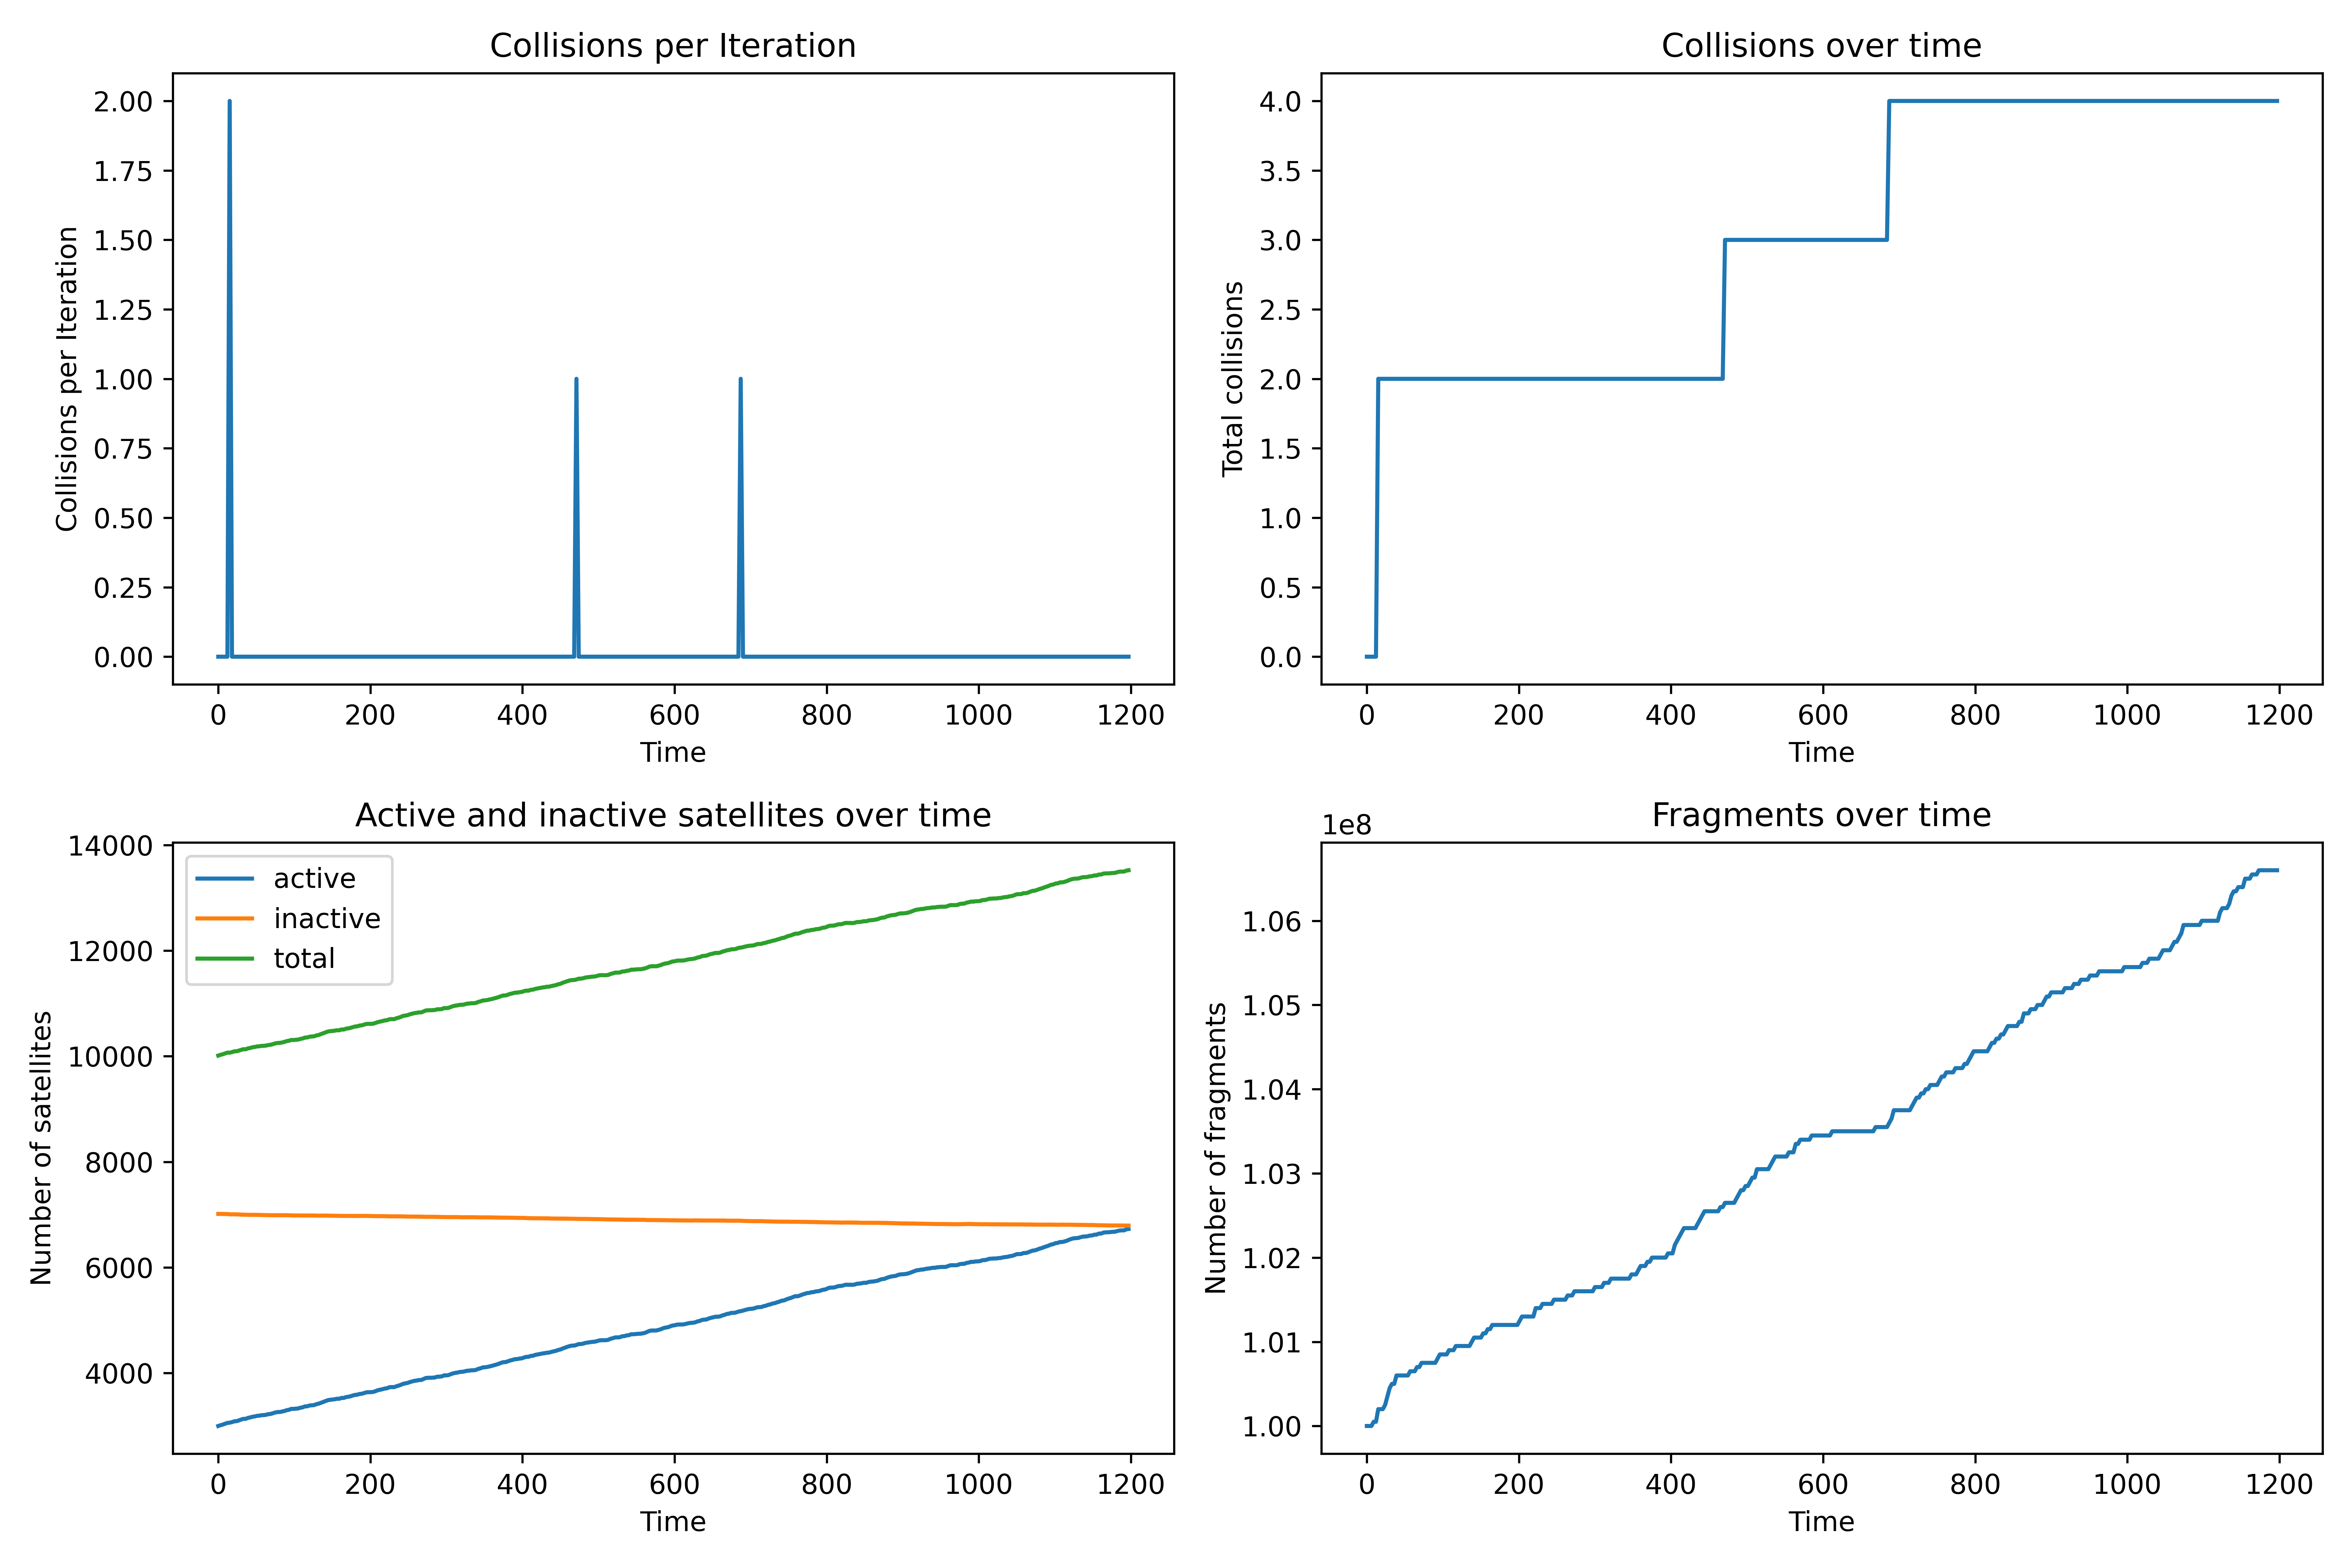 Collisions per Iteration
Collisions per Iteration
2.00
1.75
1.50
1.25
1.00
0.75
0.50
0.25
0.00
0 200 400 600 800 1000 1200
Time
Collisions over time
Total collisions
4.0
3.5
3.0
2.5
2.0
1.5
1.0
0.5
0.0
0 200 400 600 800 1000 1200
Time
Active and inactive satellites over time
Number of satellites
14000
12000
10000
8000
6000
4000
active
inactive
total
0 200 400 600 800 1000 1200
Time
Fragments over time
1e8
Number of fragments
1.06
1.05
1.04
1.03
1.02
1.01
1.00
0 200 400 600 800 1000 1200
Time